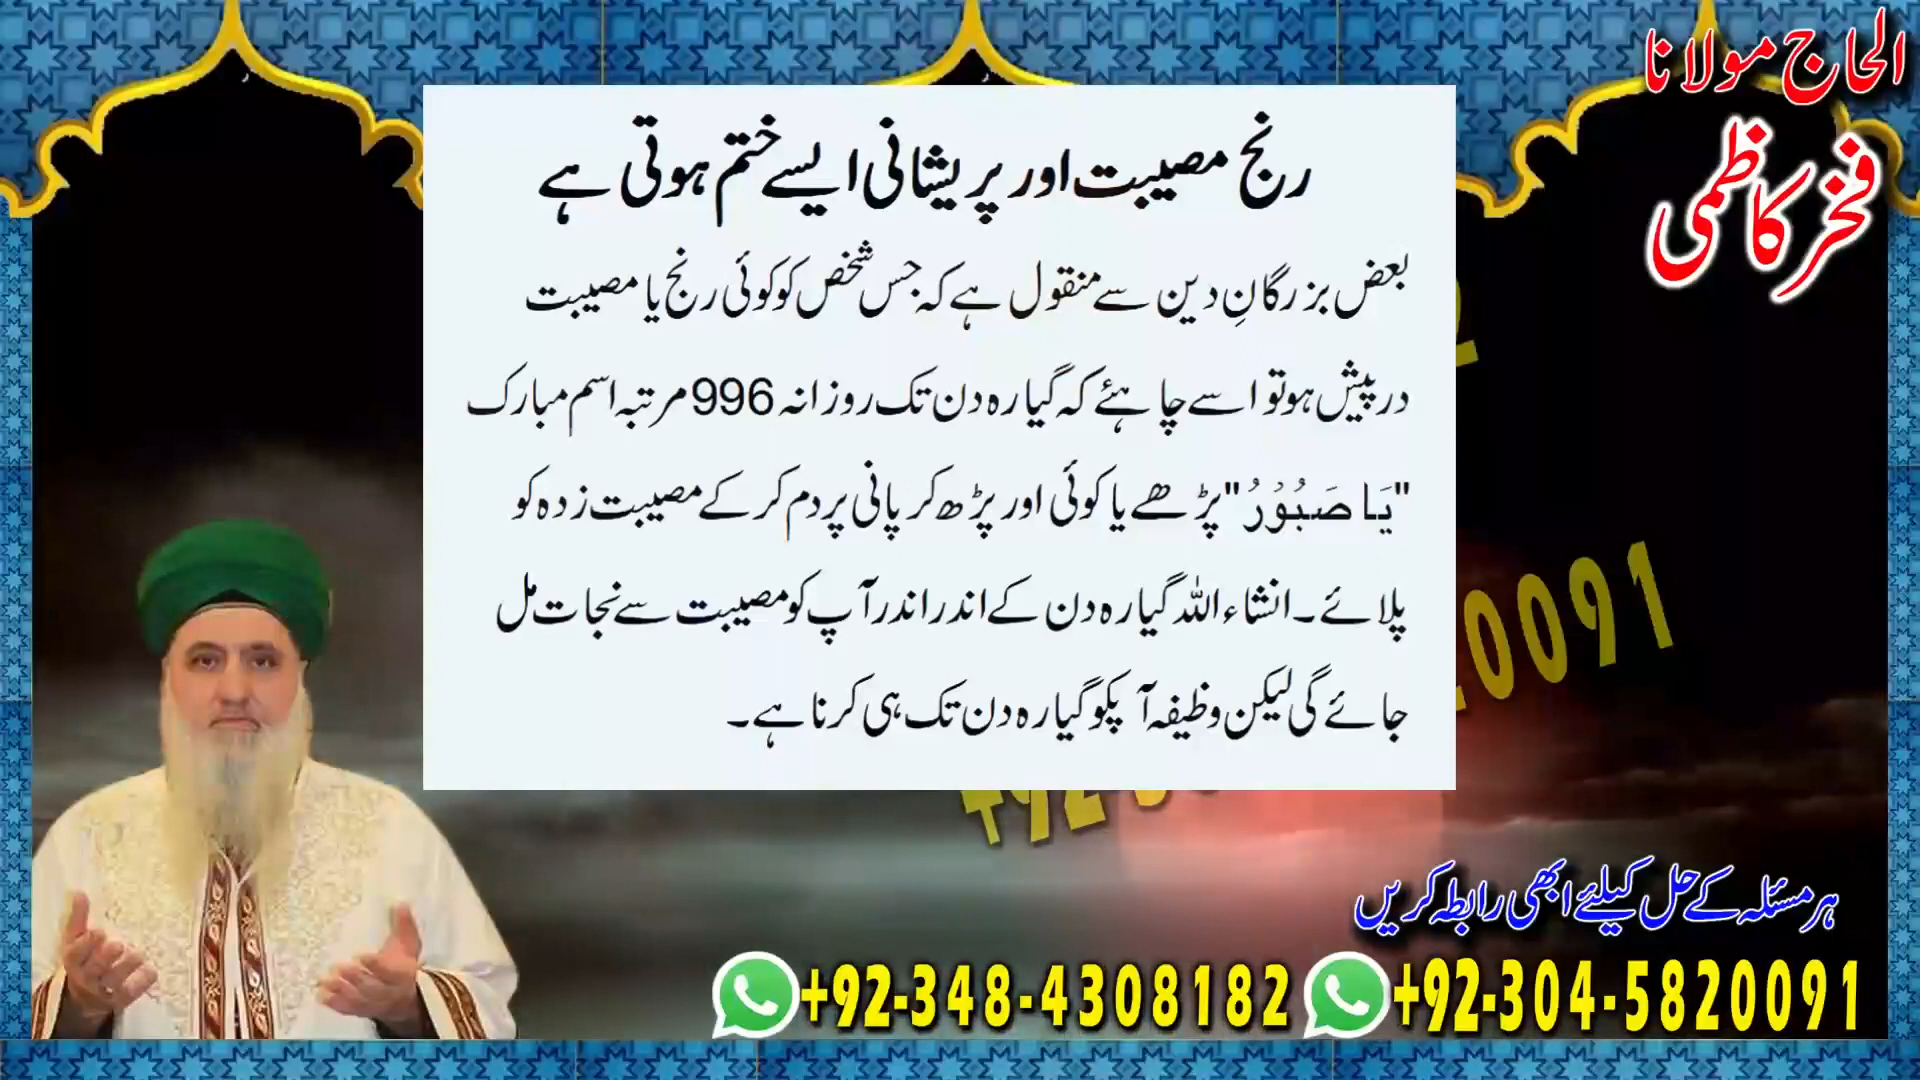 الحاج مولانا
فخر کاظمی
رنج مصیبت اور پریشانی ایسے ختم ہوتی ہے
بعض بزرگانِ دین سے منقول ہے کہ جس شخص کو کوئی رنج یا مصیبت
درپیش ہو تو اسے چاہئے کہ گیارہ دن تک روزانہ 996 مرتبہ اسم مبارک
"یَا صَبُوْرُ" پڑھے یا کوئی اور پڑھ کر پانی پر دم کر کے مصیبت زدہ کو
پلائے۔ انشاء اللہ گیارہ دن کے اندر اندر آپ کو مصیبت سے نجات مل
جائے گی لیکن وظیفہ آپکو گیارہ دن تک ہی کرنا ہے۔
20091
+92
ہر مسئلہ کے حل کیلئے ابھی رابطہ کریں
+92-348-4308182 +92-304-5820091